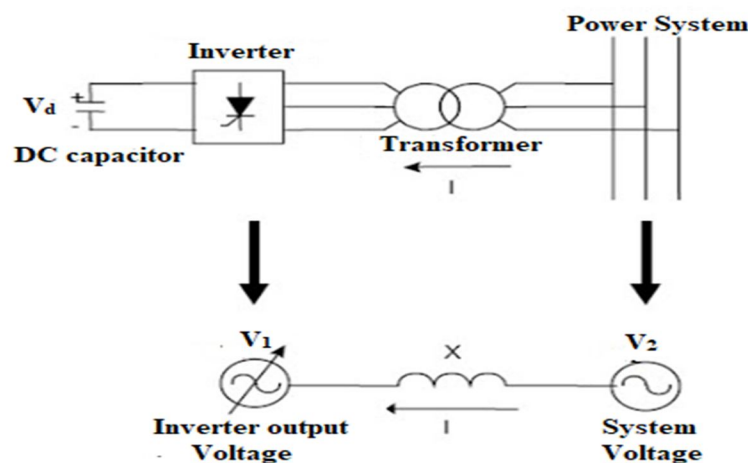 Power System
Inverter
Vd
+
-
DC capacitor
Transformer
I
V1
X
V2
I
Inverter output
Voltage
System
Voltage